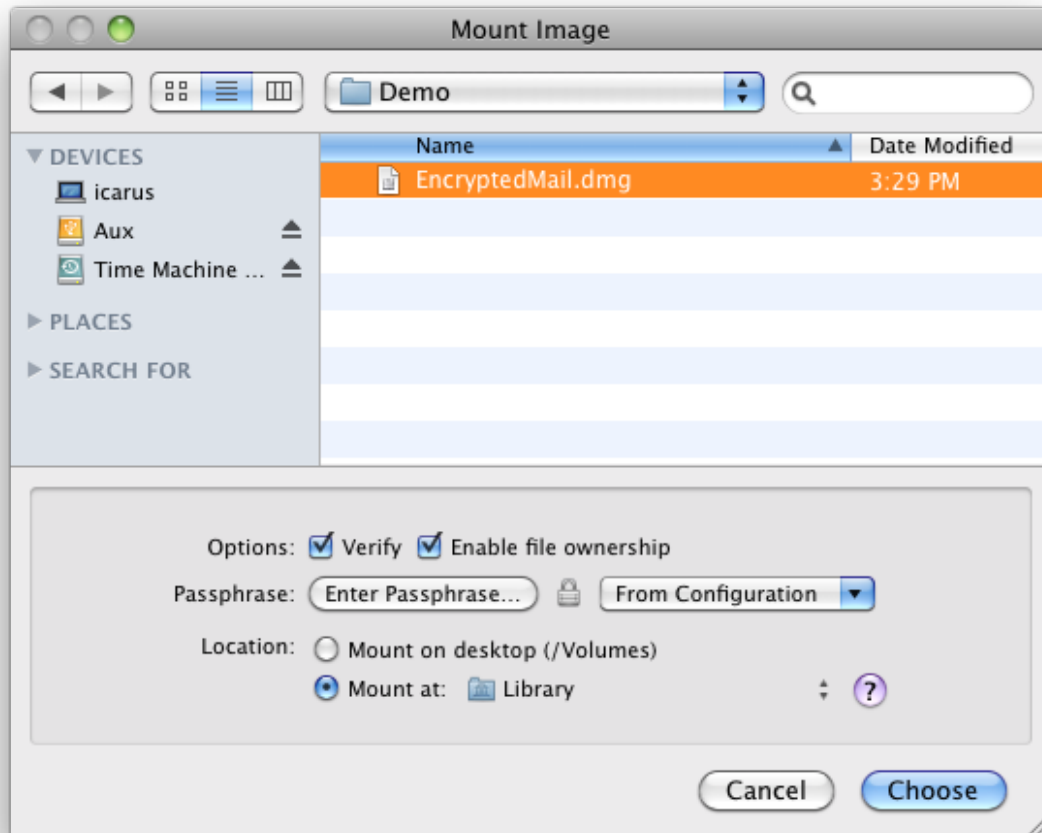 Mount Image
Demo
DEVICES
icarus
Aux
Time Machine ...
PLACES
SEARCH FOR
Name Date Modified
EncryptedMail.dmg 3:29 PM
Options: Verify Enable file ownership
Passphrase: Enter Passphrase... From Configuration
Location: Mount on desktop (/Volumes)
Mount at: Library ?
Cancel Choose